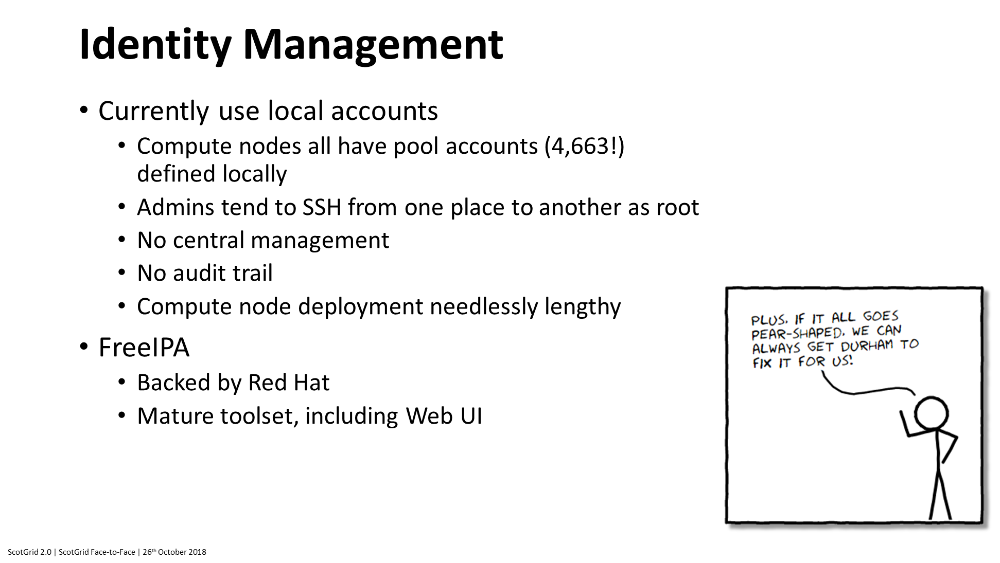 Identity Management
• Currently use local accounts
• Compute nodes all have pool accounts (4,663!)
defined locally
• Admins tend to SSH from one place to another as root
• No central management
• No audit trail
• Compute node deployment needlessly lengthy
• FreeIPA
• Backed by Red Hat
• Mature toolset, including Web UI
PLUS, IF IT ALL GOES
PEAR-SHAPED, WE CAN
ALWAYS GET DURHAM TO
FIX IT FOR US!
ScotGrid 2.0 | ScotGrid Face-to-Face | 26th October 2018